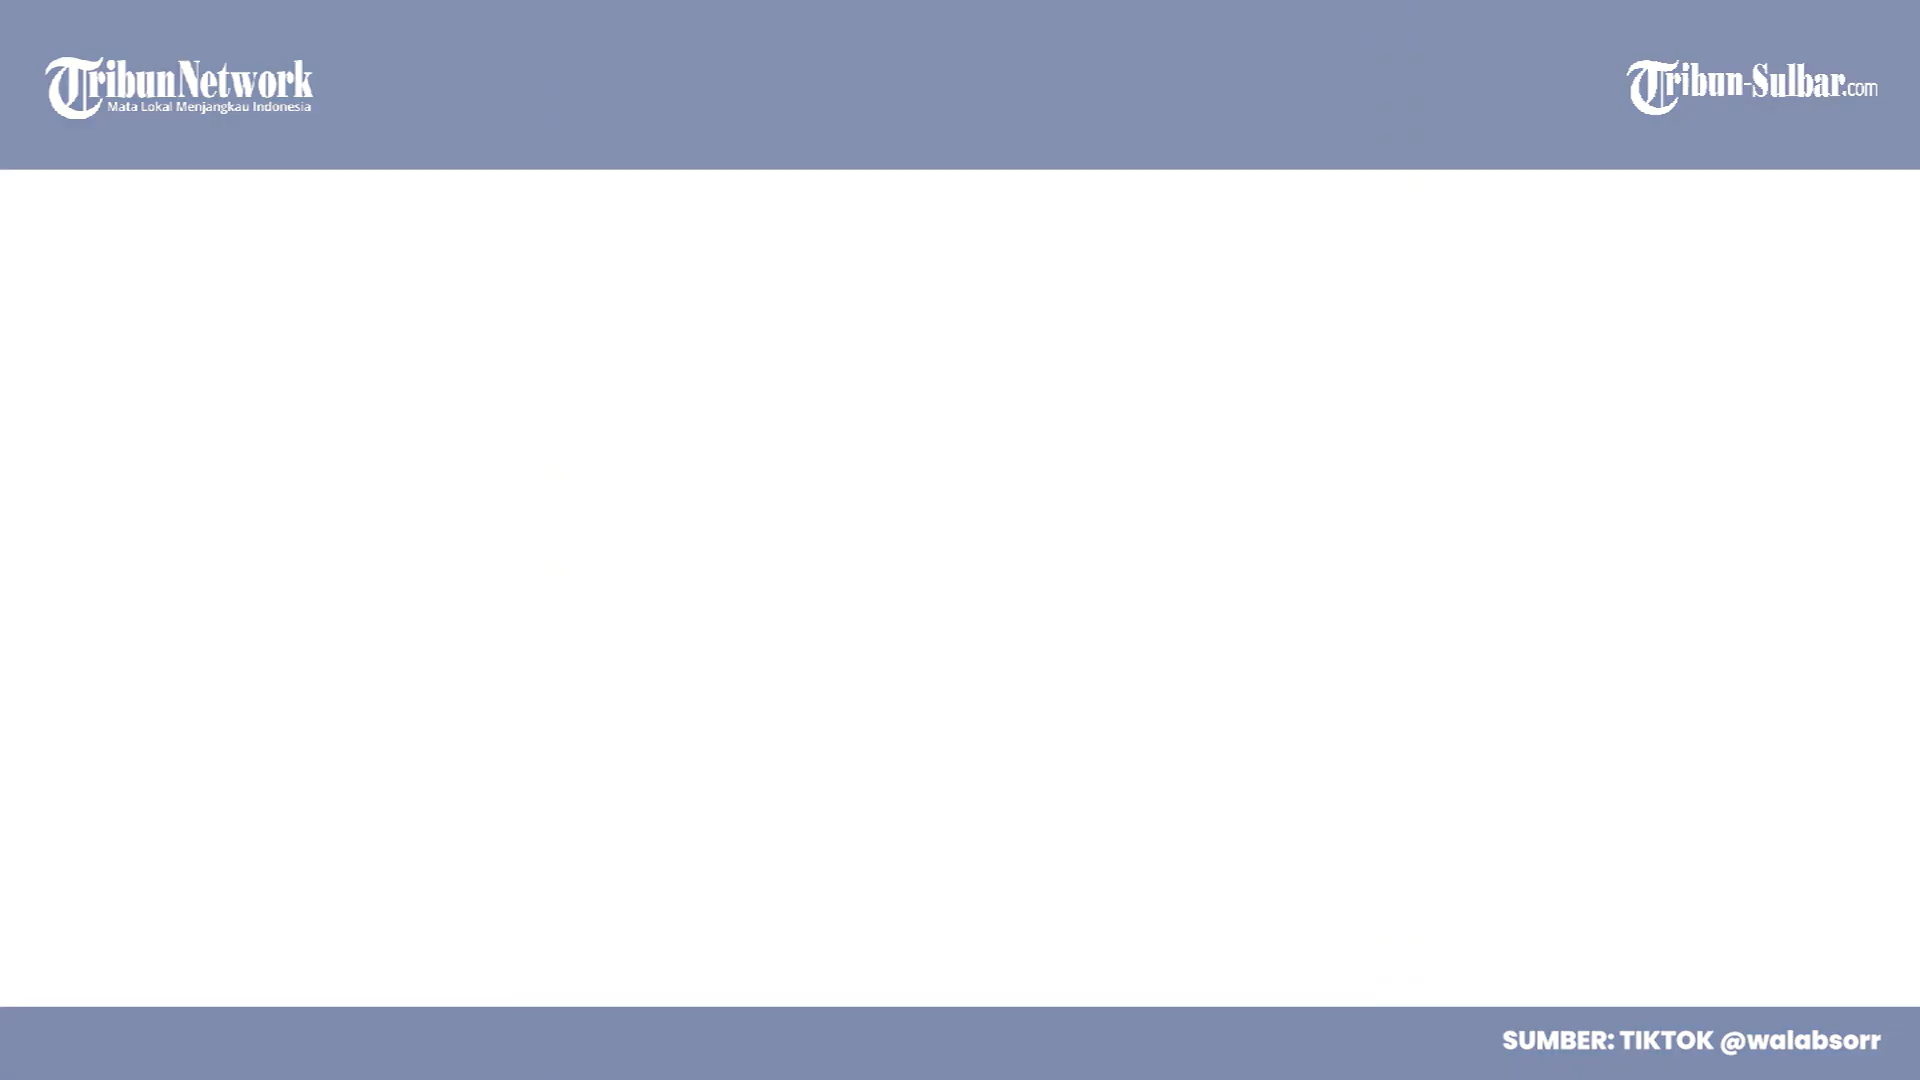 TribunNetwork
Mata Lokal Menjangkau Indonesia
Tribun-Sulbar.com
SUMBER: TIKTOK @walabsorr